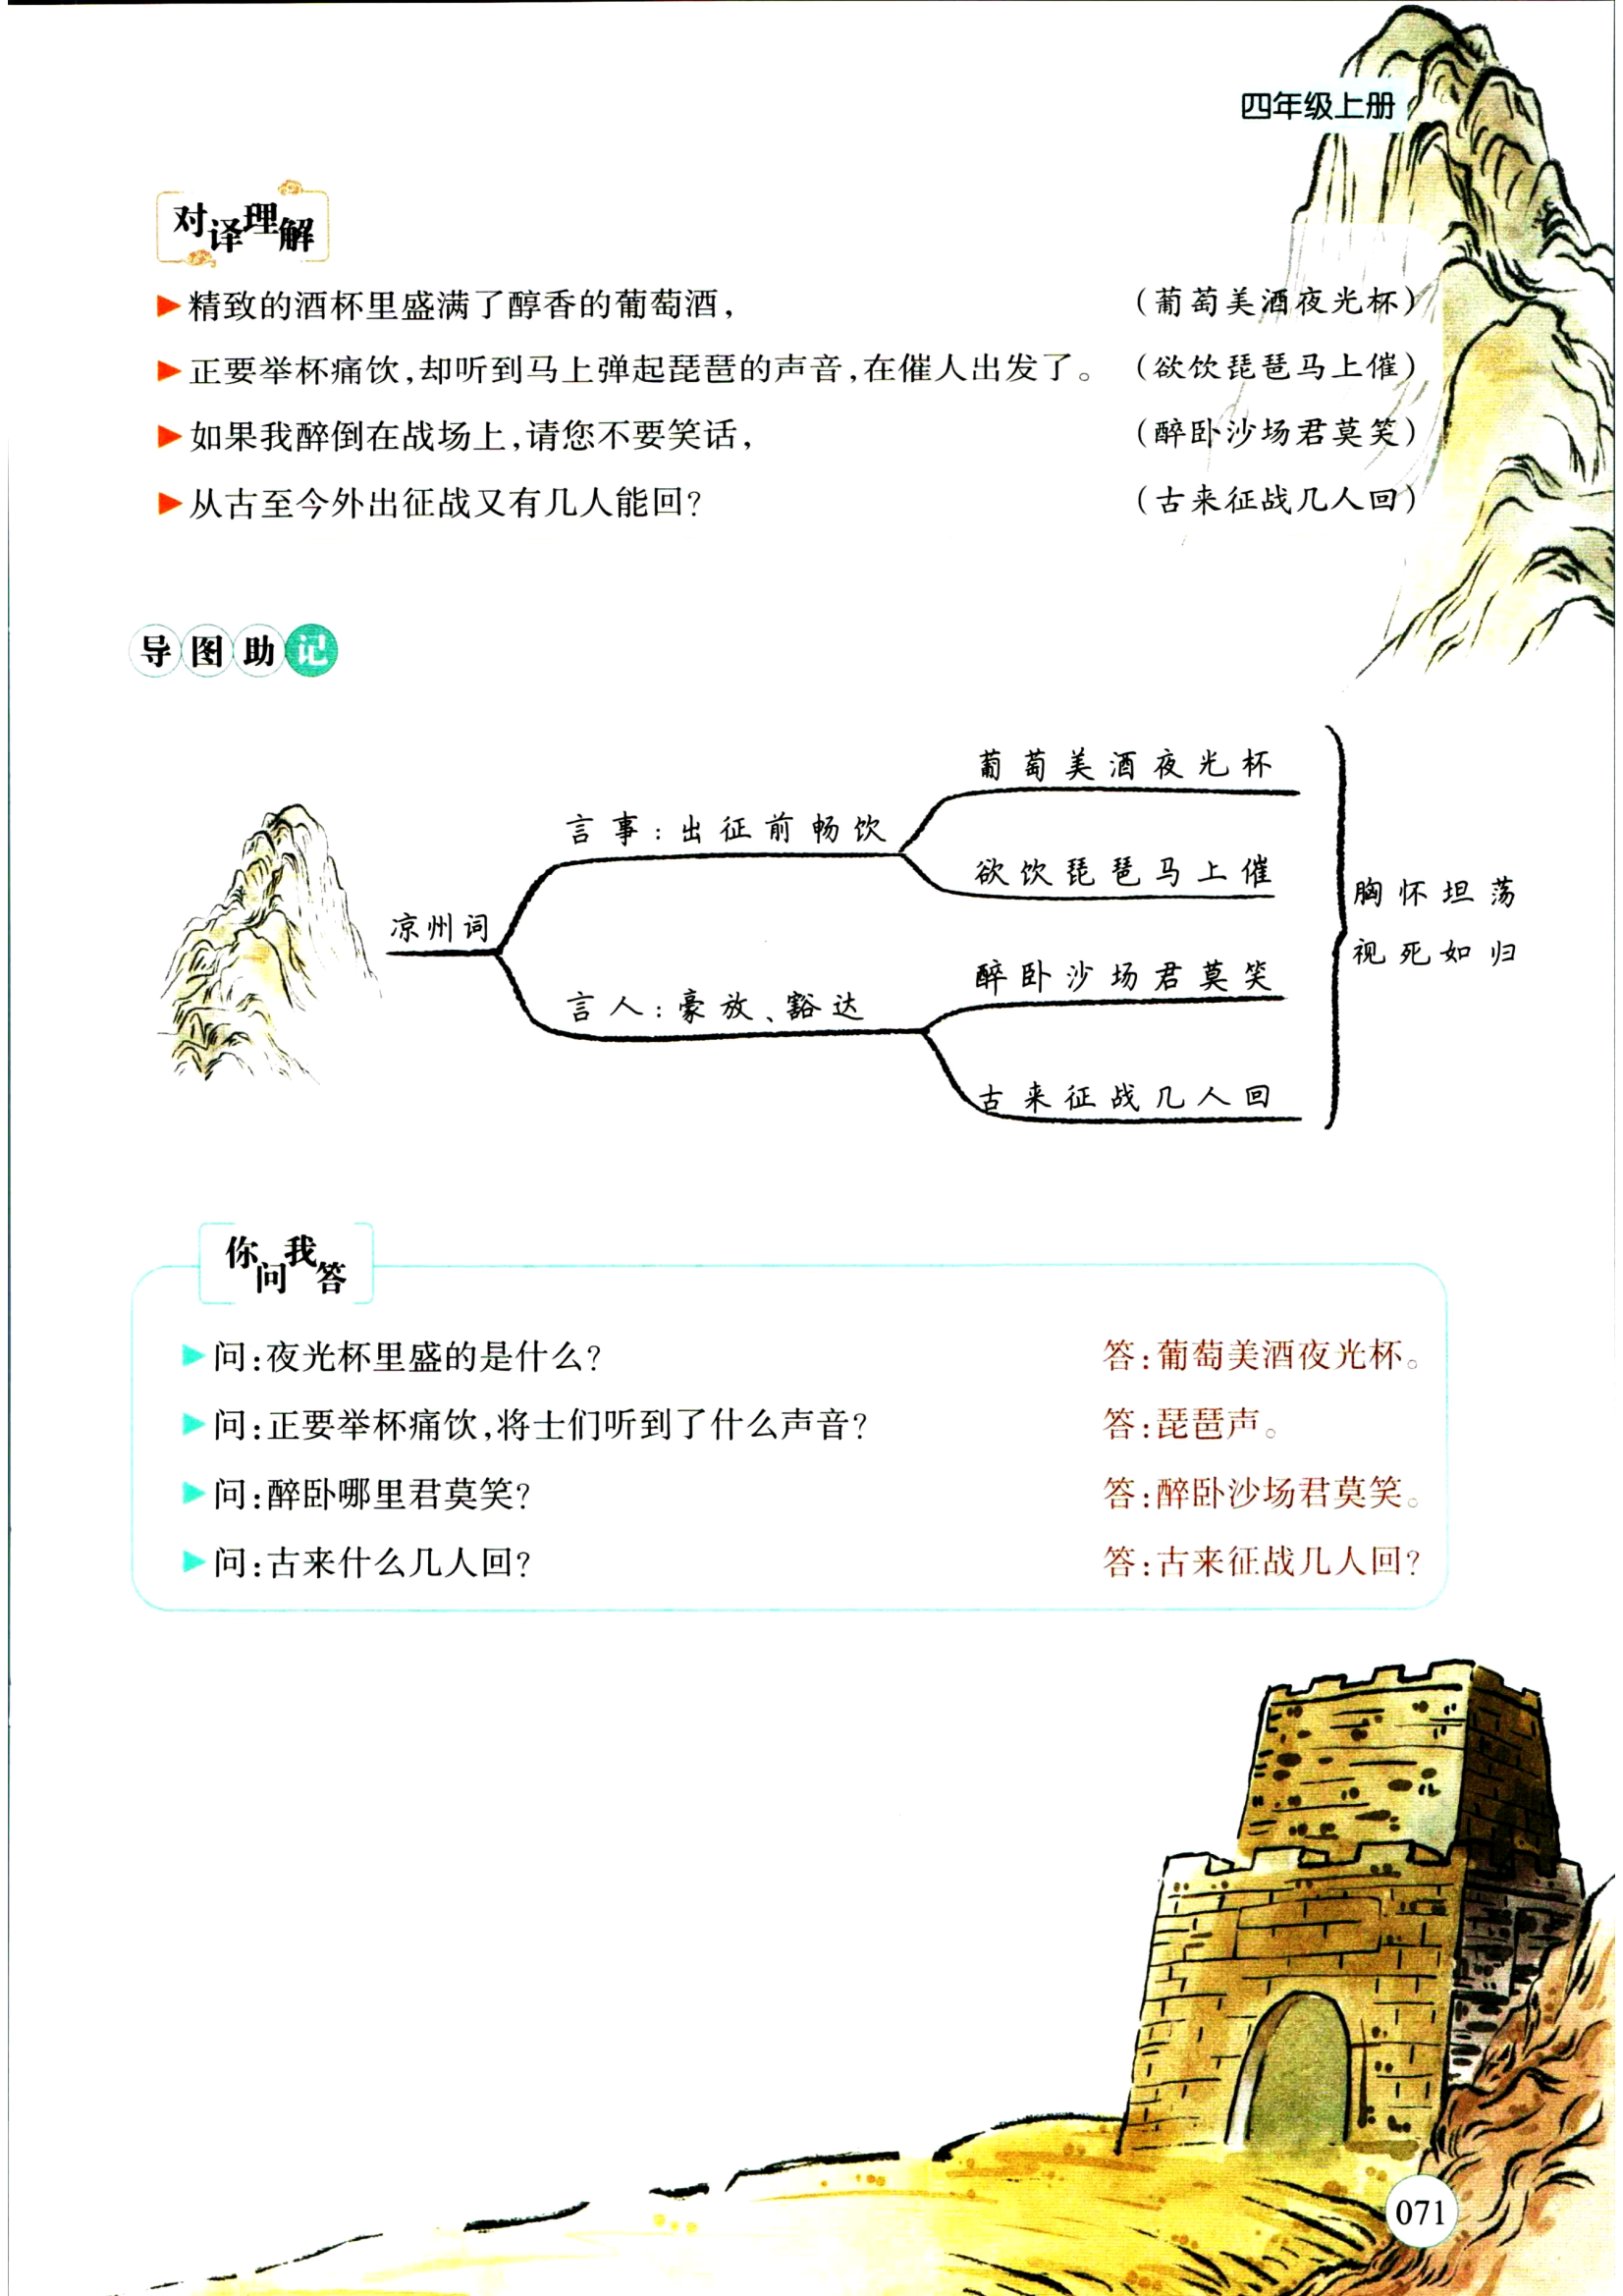 四年级上册
对译理解
精致的酒杯里盛满了醇香的葡萄酒，（葡萄美酒夜光杯）
正要举杯痛饮，却听到马上弹起琵琶的声音，在催人出发了。（欲饮琵琶马上催）
如果我醉倒在战场上，请您不要笑话，（醉卧沙场君莫笑）
从古至今外出征战又有几人能回？（古来征战几人回）
导图助记
凉州词
言事：出征前畅饮
葡萄美酒夜光杯
欲饮琵琶马上催
言人：豪放、豁达
醉卧沙场君莫笑
古来征战几人回
胸怀坦荡
视死如归
你问我答
问：夜光杯里盛的是什么？ 答：葡萄美酒夜光杯。
问：正要举杯痛饮，将士们听到了什么声音？ 答：琵琶声。
问：醉卧哪里君莫笑？ 答：醉卧沙场君莫笑。
问：古来什么几人回？ 答：古来征战几人回？
071